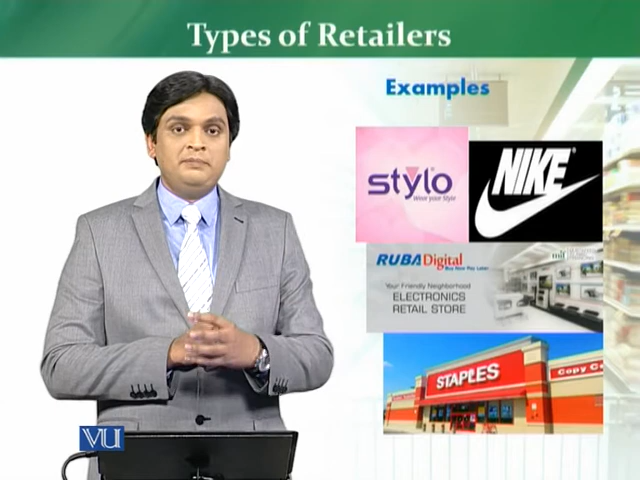 Types of Retailers
Examples
stylo
Wear your Style
NIKE
RUBA Digital
Buy Now Pay Later
Your Friendly Neighborhood
ELECTRONICS
RETAIL STORE
STAPLES
Copy
VU